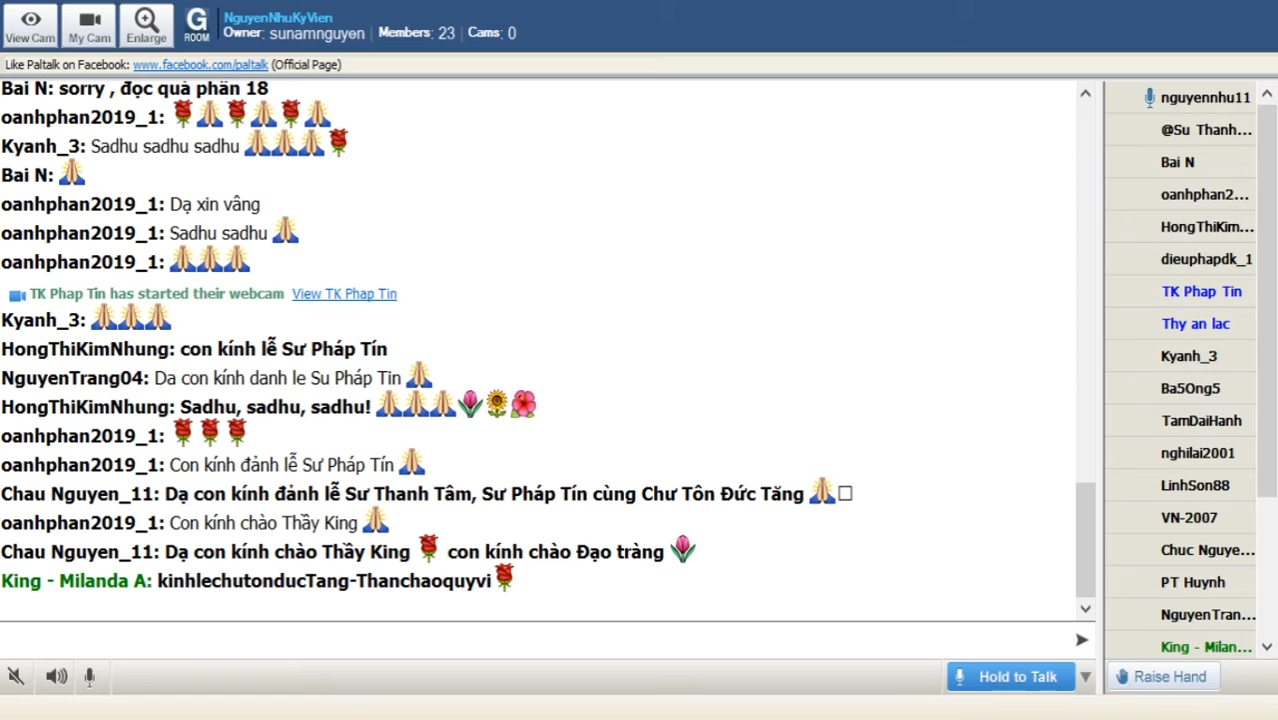 View Cam
My Cam
Enlarge
G
ROOM
NguyenNhuKyVien
Owner: sunamnguyen | Members: 23 | Cams: 0
Like Paltalk on Facebook: www.facebook.com/paltalk (Official Page)
Bai N: sorry , đọc quà phần 18
oanhphan2019_1:
Kyanh_3: Sadhu sadhu sadhu
Bai N:
oanhphan2019_1: Dạ xin vâng
oanhphan2019_1: Sadhu sadhu
oanhphan2019_1:
TK Phap Tin has started their webcam View TK Phap Tin
Kyanh_3:
HongThiKimNhung: con kính lễ Sư Pháp Tín
NguyenTrang04: Da con kính danh le Su Pháp Tin
HongThiKimNhung: Sadhu, sadhu, sadhu!
oanhphan2019_1:
oanhphan2019_1: Con kính đảnh lễ Sư Pháp Tín
Chau Nguyen_11: Dạ con kính đảnh lễ Sư Thanh Tâm, Sư Pháp Tín cùng Chư Tôn Đức Tăng
oanhphan2019_1: Con kính chào Thầy King
Chau Nguyen_11: Dạ con kính chào Thầy King con kính chào Đạo tràng
King - Milanda A: kinhlechutonducTang-Thanchaoquyvi
Hold to Talk
nguyennhu11
@Su Thanh...
Bai N
oanhphan2...
HongThiKim...
dieuphapdk_1
TK Phap Tin
Thy an lac
Kyanh_3
Ba5Ong5
TamDaiHanh
nghilai2001
LinhSon88
VN-2007
Chuc Nguye...
PT Huynh
NguyenTran...
King - Milan...
Raise Hand